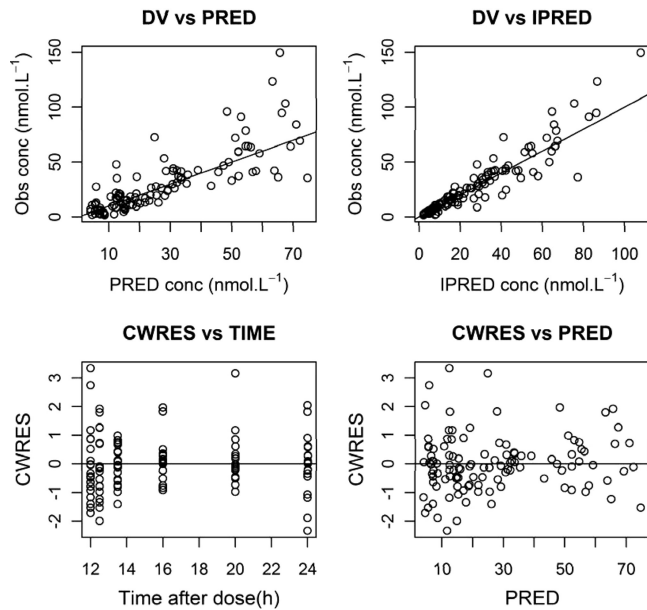 DV vs PRED
Obs conc (nmol.L⁻¹)
150
100
50
0
10 30 50 70
PRED conc (nmol.L⁻¹)
DV vs IPRED
Obs conc (nmol.L⁻¹)
150
100
50
0
0 20 40 60 80 100
IPRED conc (nmol.L⁻¹)
CWRES vs TIME
CWRES
3
2
1
0
-1
-2
12 14 16 18 20 22 24
Time after dose(h)
CWRES vs PRED
CWRES
3
2
1
0
-1
-2
10 30 50 70
PRED